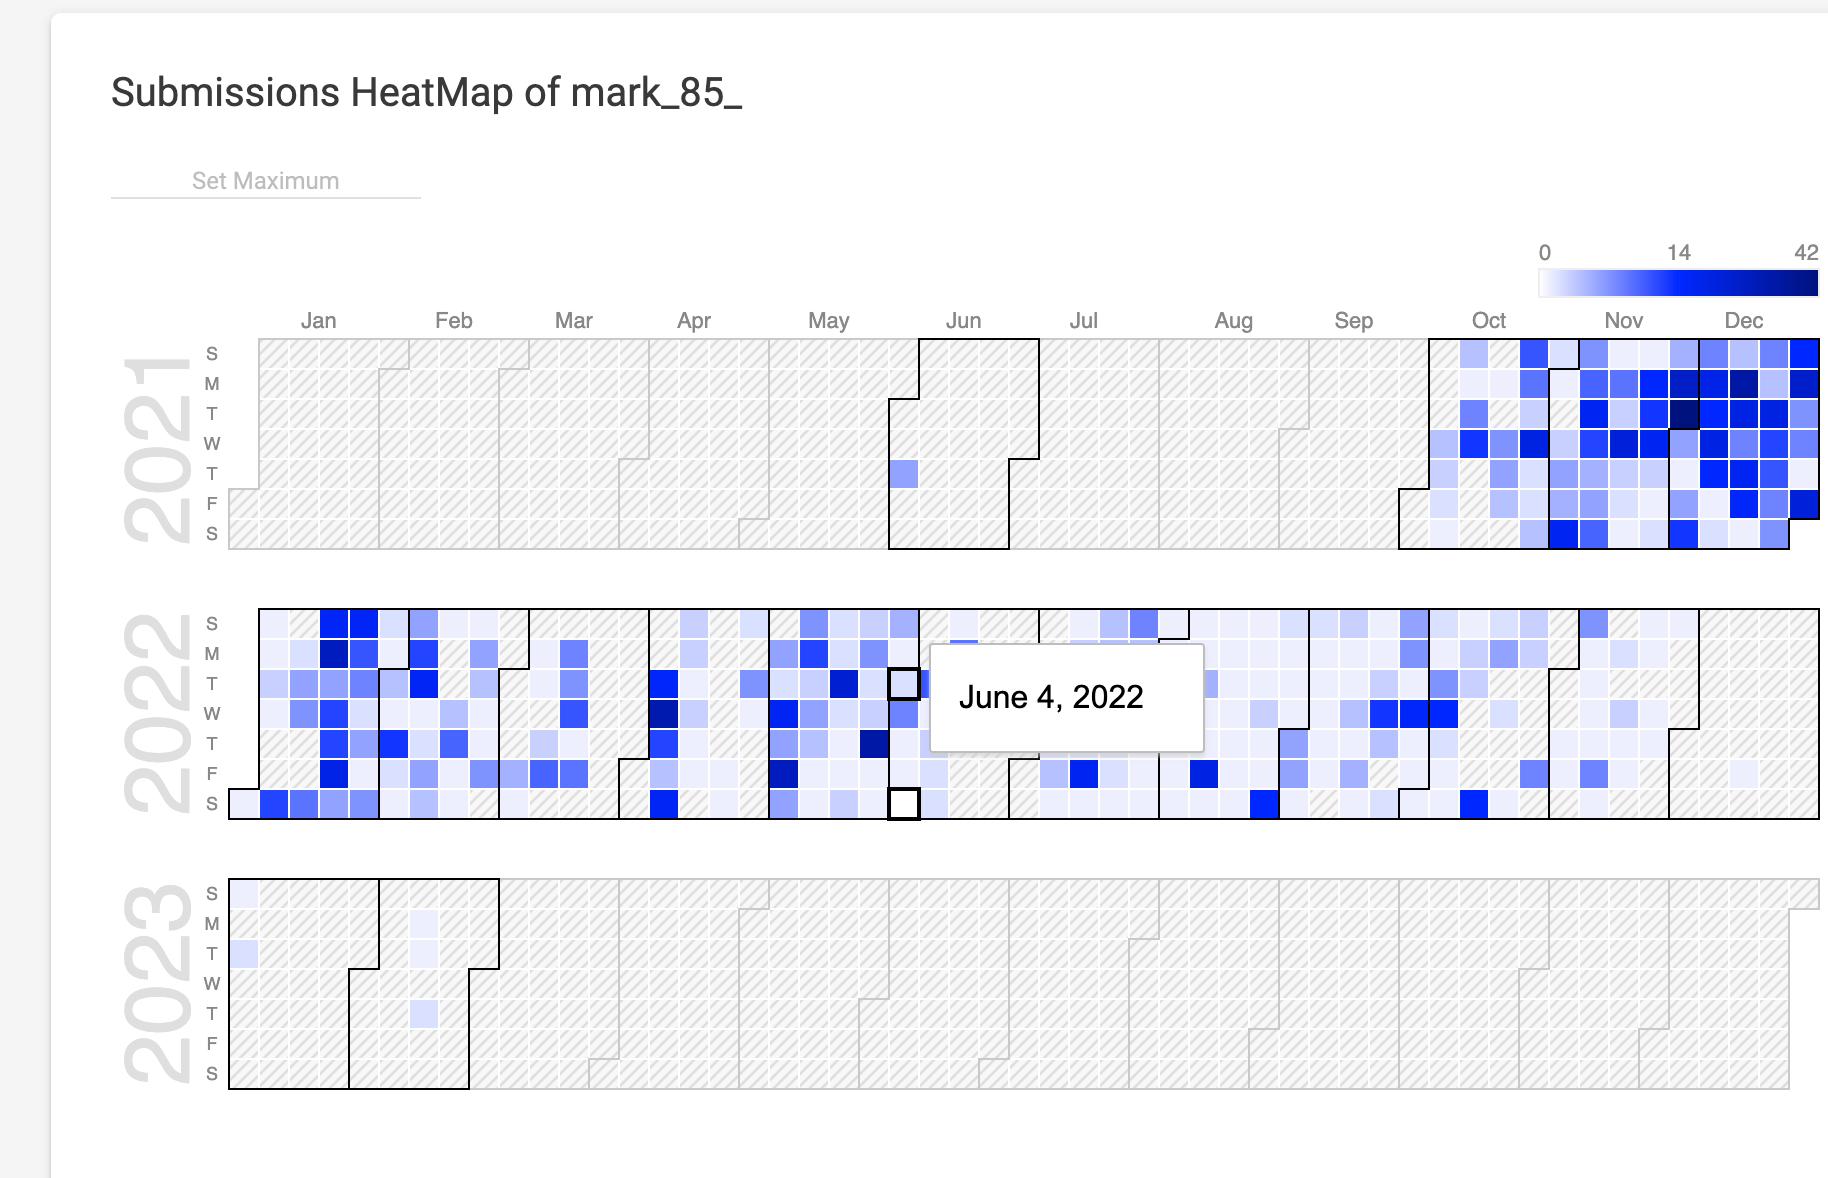 Submissions HeatMap of mark_85_
Set Maximum
0 14 42
Jan Feb Mar Apr May Jun Jul Aug Sep Oct Nov Dec
2021
S
M
T
W
T
F
S
2022
S
M
T
W
T
F
S
June 4, 2022
2023
S
M
T
W
T
F
S